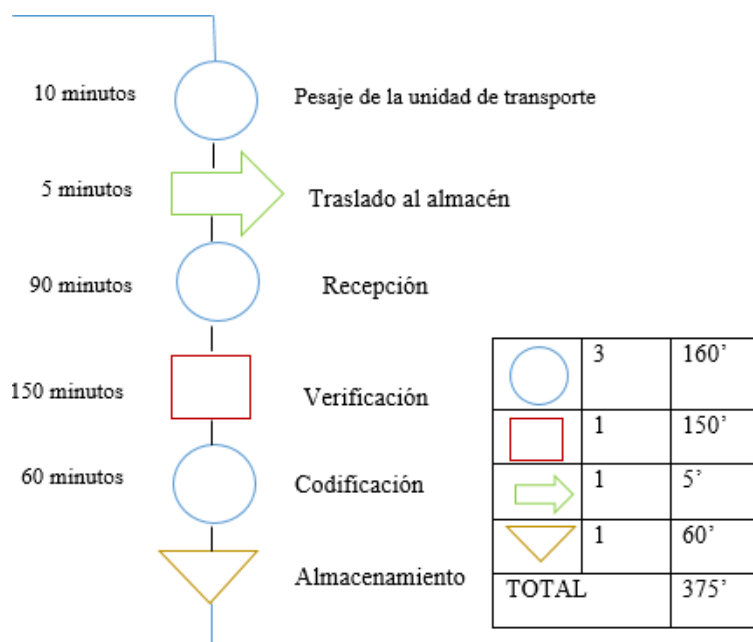 10 minutos
Pesaje de la unidad de transporte
5 minutos
Traslado al almacén
90 minutos
Recepción
150 minutos
Verificación
60 minutos
Codificación
Almacenamiento
3 160’
1 150’
1 5’
1 60’
TOTAL 375’